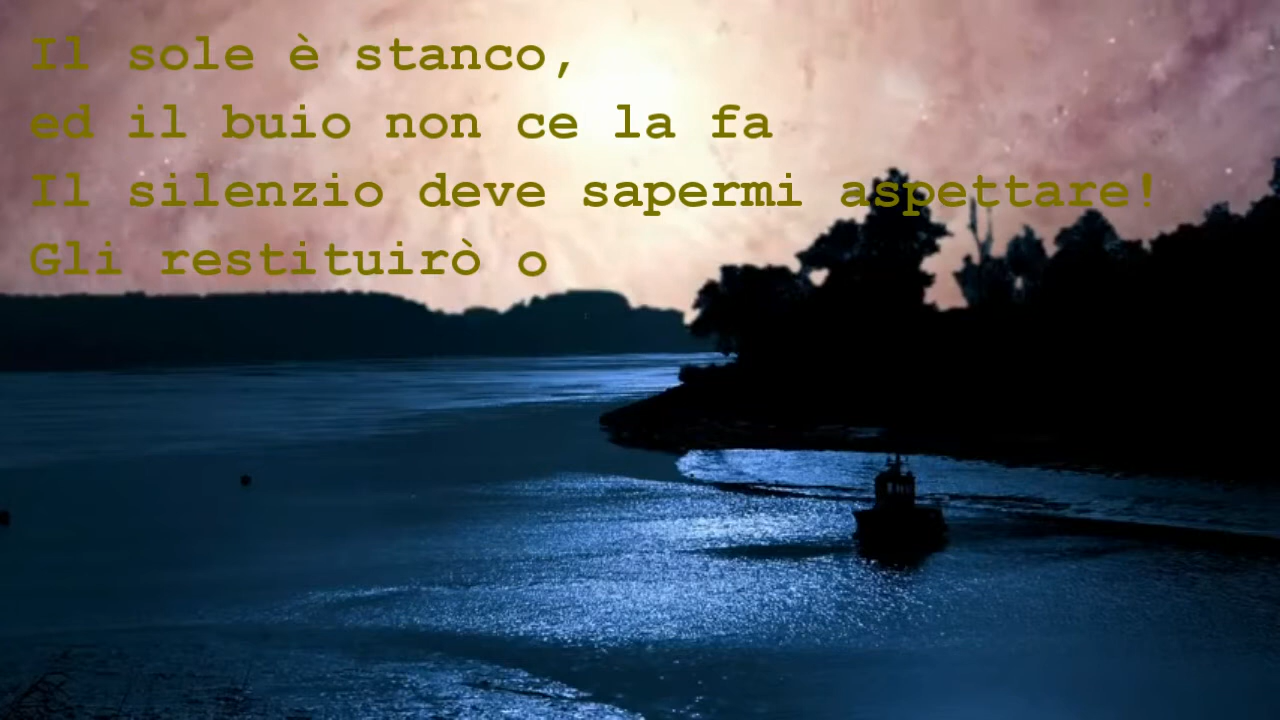 Il sole è stanco,
ed il buio non ce la fa
Il silenzio deve sapermi aspettare!
Gli restituirò o